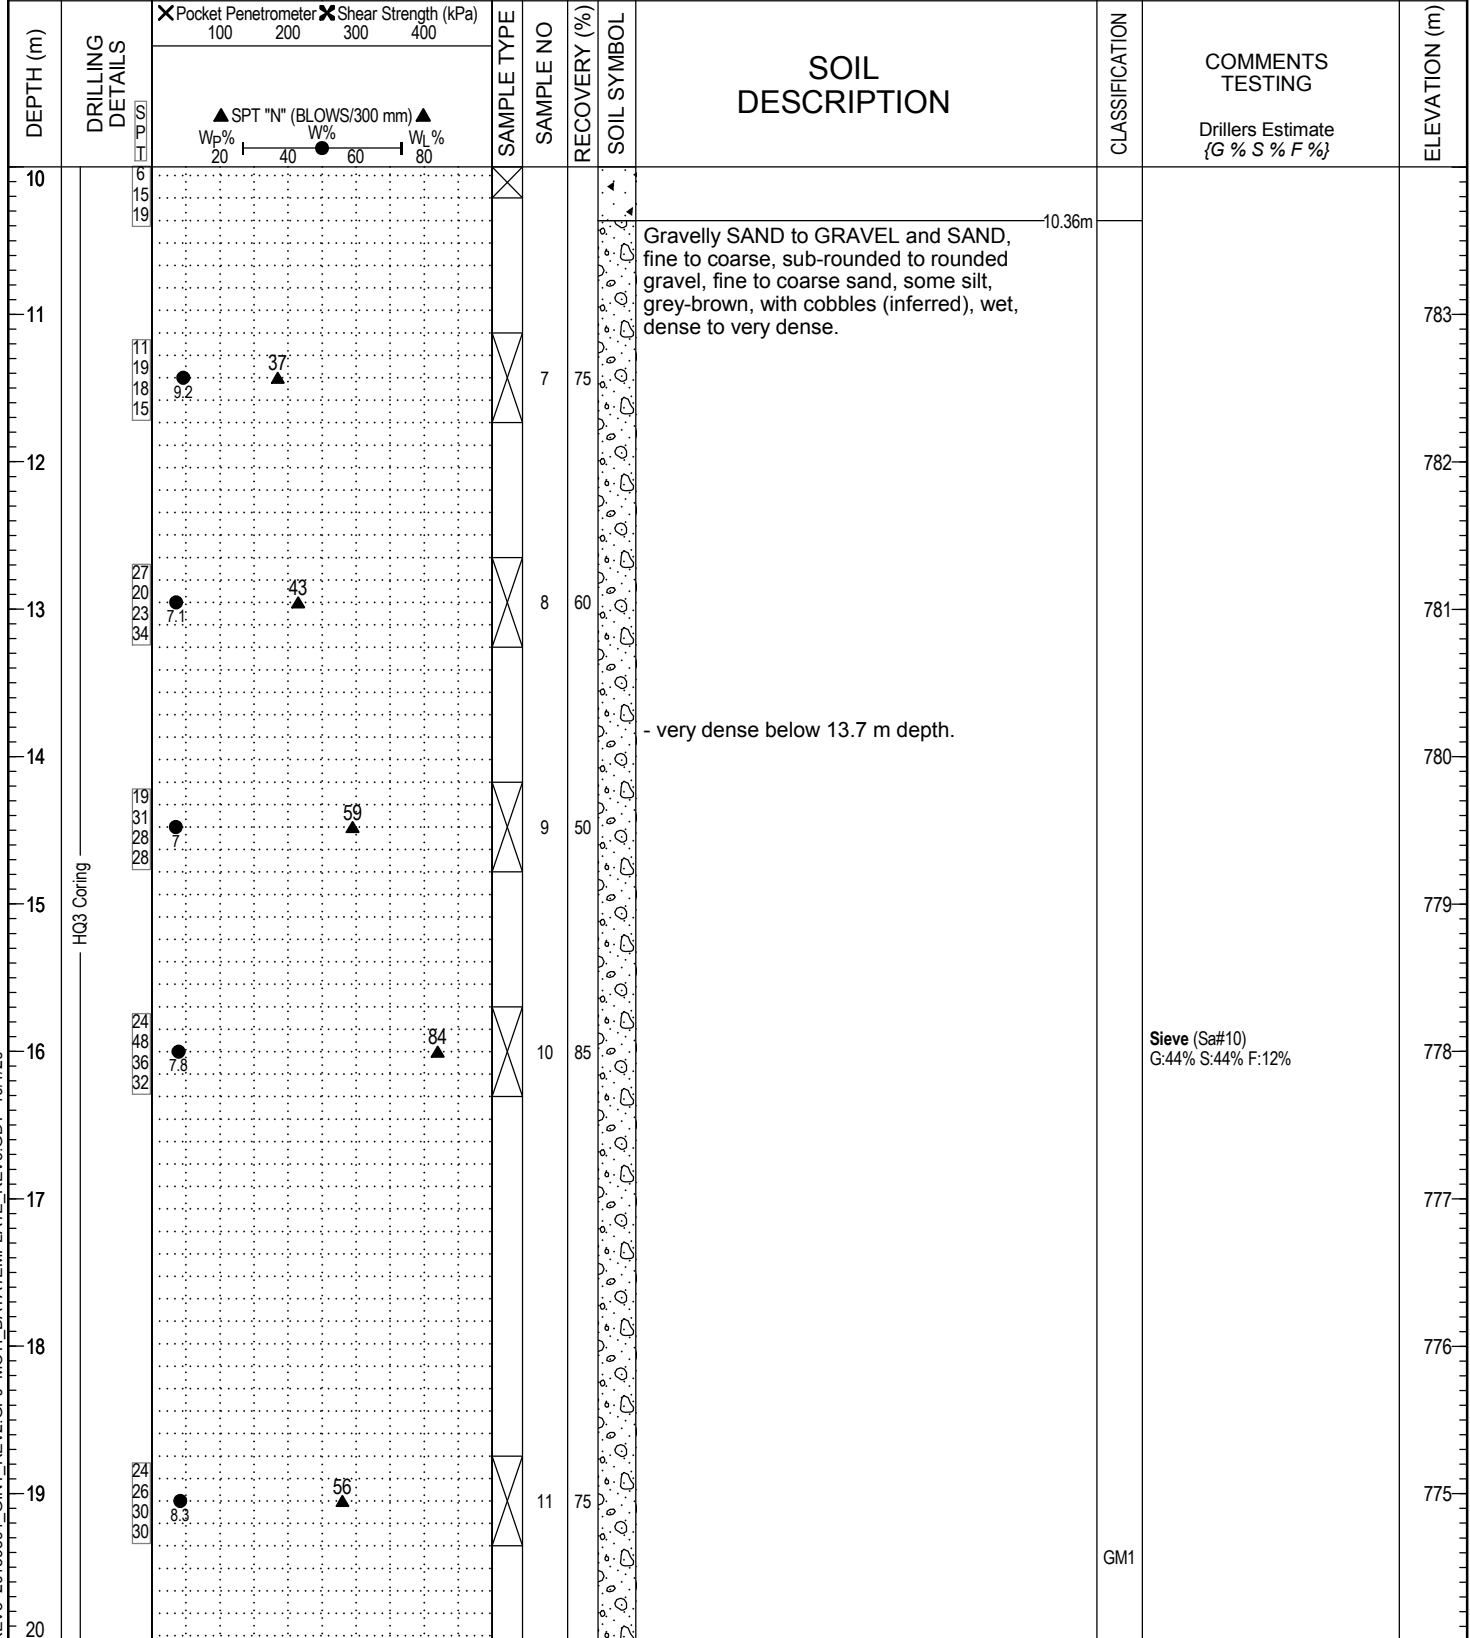 DEPTH (m)
DRILLING
DETAILS
S
P
T
Pocket Penetrometer Shear Strength (kPa)
100 200 300 400
SPT "N" (BLOWS/300 mm)
WP% W% WL%
20 40 60 80
SAMPLE TYPE
SAMPLE NO
RECOVERY (%)
SOIL SYMBOL
SOIL
DESCRIPTION
CLASSIFICATION
COMMENTS
TESTING
Drillers Estimate
{G % S % F %}
ELEVATION (m)
10
6
15
19
10.36m
Gravelly SAND to GRAVEL and SAND,
fine to coarse, sub-rounded to rounded
gravel, fine to coarse sand, some silt,
grey-brown, with cobbles (inferred), wet,
dense to very dense.
11
783
11
19
18
15
9.2
37
7
75
12
782
27
20
23
34
7.1
43
8
60
13
781
- very dense below 13.7 m depth.
14
780
19
31
28
28
7
59
9
50
HQ3 Coring
15
779
24
48
36
32
7.8
84
10
85
Sieve (Sa#10)
G:44% S:44% F:12%
16
778
17
777
18
776
24
26
30
30
8.3
56
11
75
19
775
GM1
20